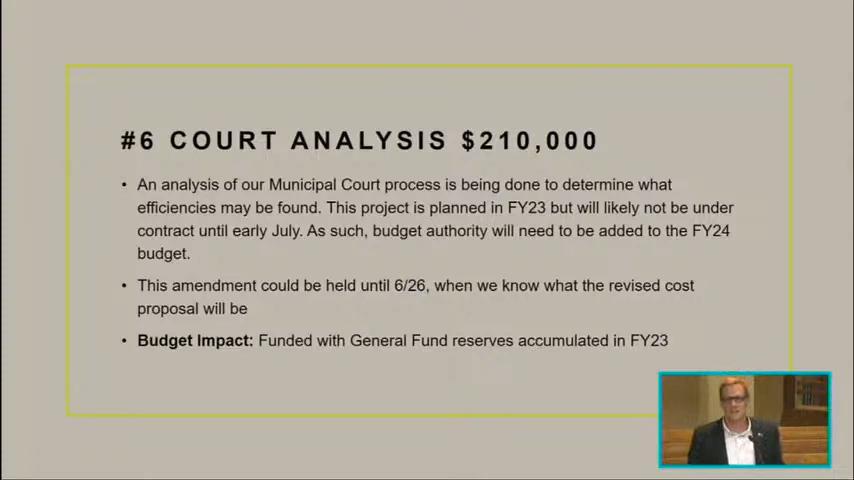 #6 COURT ANALYSIS $210,000
• An analysis of our Municipal Court process is being done to determine what
efficiencies may be found. This project is planned in FY23 but will likely not be under
contract until early July. As such, budget authority will need to be added to the FY24
budget.
• This amendment could be held until 6/26, when we know what the revised cost
proposal will be
• Budget Impact: Funded with General Fund reserves accumulated in FY23